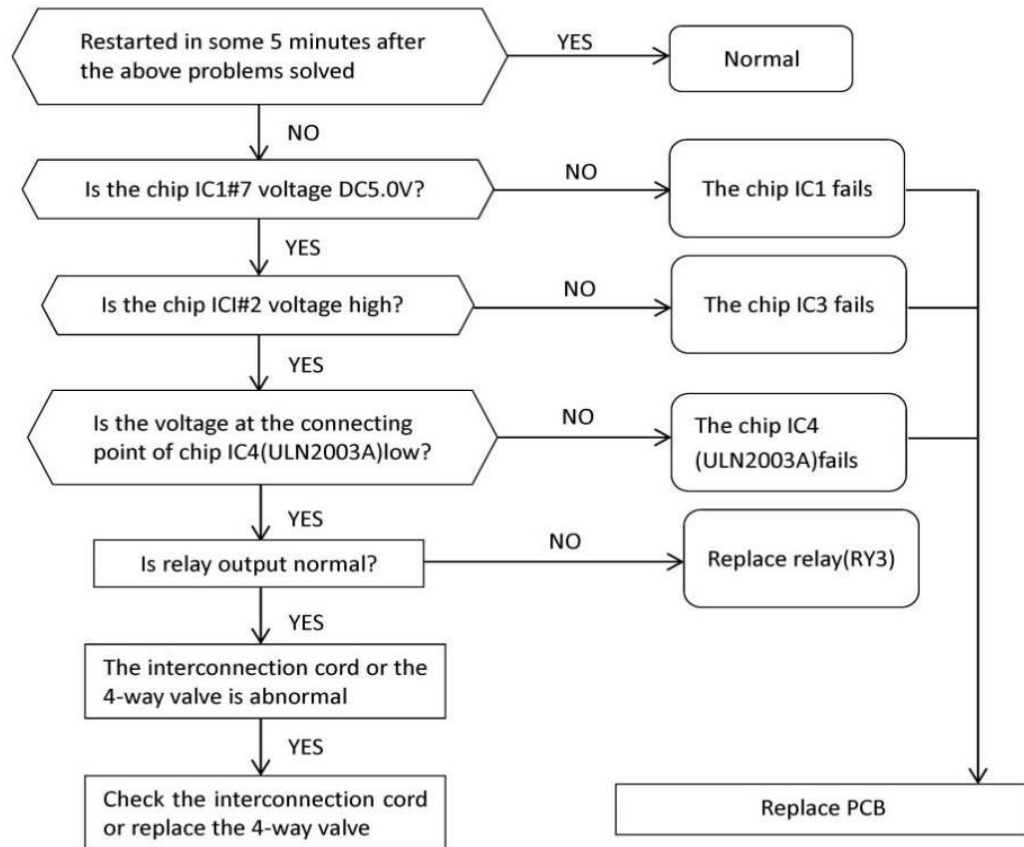 Restarted in some 5 minutes after
the above problems solved
YES
Normal
NO
Is the chip IC1#7 voltage DC5.0V?
NO
The chip IC1 fails
YES
Is the chip ICI#2 voltage high?
NO
The chip IC3 fails
YES
Is the voltage at the connecting
point of chip IC4(ULN2003A)low?
NO
The chip IC4
(ULN2003A)fails
YES
Is relay output normal?
NO
Replace relay(RY3)
YES
The interconnection cord or the
4-way valve is abnormal
YES
Check the interconnection cord
or replace the 4-way valve
Replace PCB